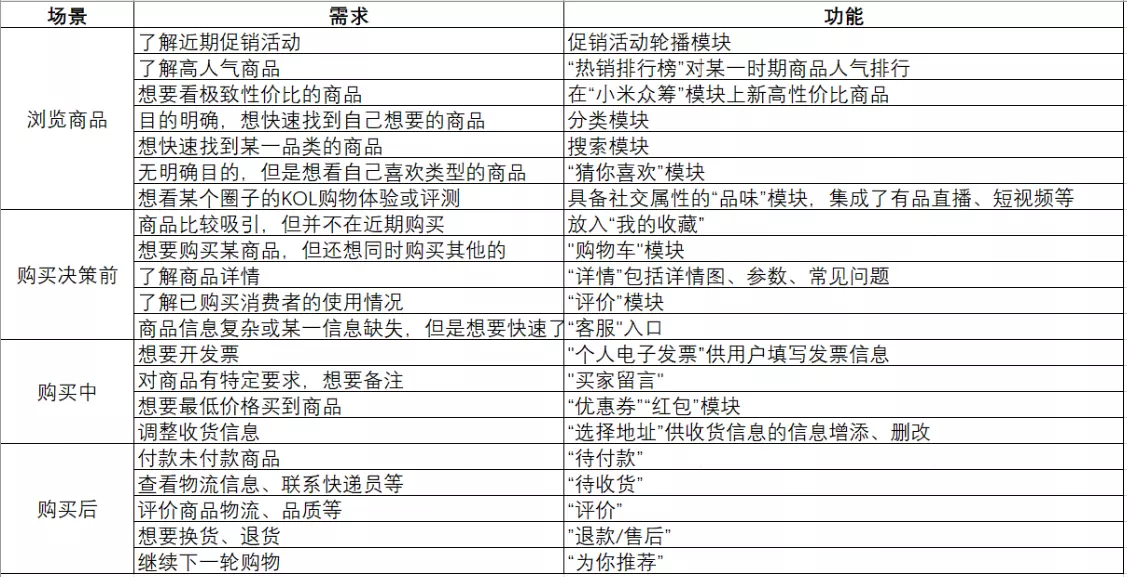 场景 需求 功能
浏览商品
了解近期促销活动 促销活动轮播模块
了解高人气商品 “热销排行榜”对某一时期商品人气排行
想要看极致性价比的商品 在“小米众筹”模块上新高性价比商品
目的明确，想快速找到自己想要的商品 分类模块
想快速找到某一品类的商品 搜索模块
无明确目的，但是想看自己喜欢类型的商品 “猜你喜欢”模块
想看某个圈子的KOL购物体验或评测 具备社交属性的“品味”模块，集成了有品直播、短视频等
购买决策前
商品比较吸引，但并不在近期购买 放入“我的收藏”
想要购买某商品，但还想同时购买其他的 "购物车"模块
了解商品详情 “详情”包括详情图、参数、常见问题
了解已购买消费者的使用情况 “评价”模块
商品信息复杂或某一信息缺失，但是想要快速了 “客服"入口
购买中
想要开发票 "个人电子发票”供用户填写发票信息
对商品有特定要求，想要备注 "买家留言"
想要最低价格买到商品 “优惠券”“红包”模块
调整收货信息 “选择地址”供收货信息的信息增添、删改
购买后
付款未付款商品 “待付款”
查看物流信息、联系快递员等 “待收货”
评价商品物流、品质等 “评价”
想要换货、退货 ”退款/售后”
继续下一轮购物 “为你推荐”